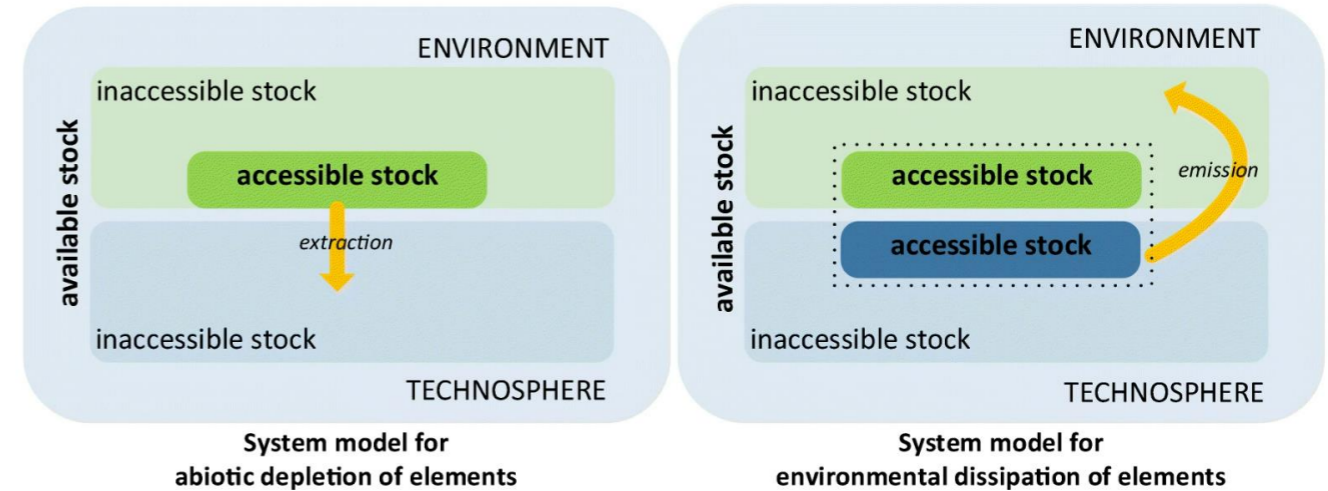 ENVIRONMENT
inaccessible stock
available stock
accessible stock
extraction
inaccessible stock
TECHNOSPHERE
System model for
abiotic depletion of elements
ENVIRONMENT
inaccessible stock
available stock
accessible stock
emission
accessible stock
inaccessible stock
TECHNOSPHERE
System model for
environmental dissipation of elements